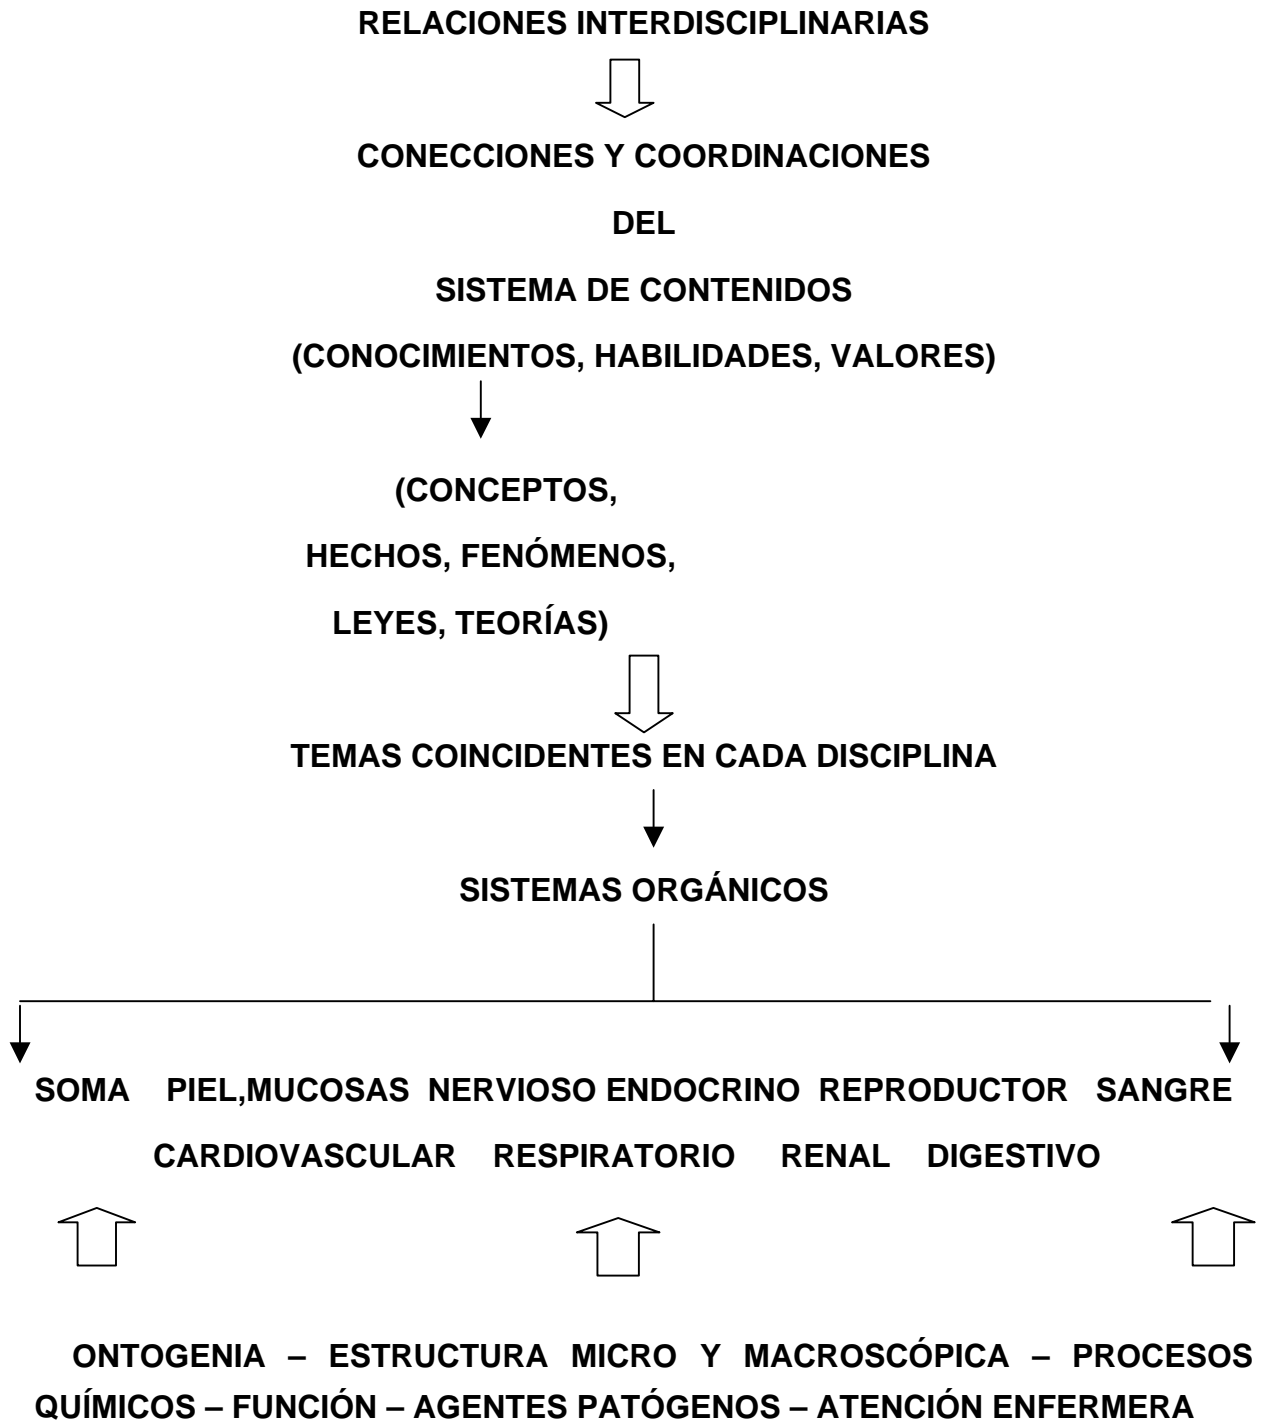 RELACIONES INTERDISCIPLINARIAS
CONECCIONES Y COORDINACIONES
DEL
SISTEMA DE CONTENIDOS
(CONOCIMIENTOS, HABILIDADES, VALORES)
(CONCEPTOS,
HECHOS, FENÓMENOS,
LEYES, TEORÍAS)
TEMAS COINCIDENTES EN CADA DISCIPLINA
SISTEMAS ORGÁNICOS
SOMA PIEL,MUCOSAS NERVIOSO ENDOCRINO REPRODUCTOR SANGRE
CARDIOVASCULAR RESPIRATORIO RENAL DIGESTIVO
ONTOGENIA – ESTRUCTURA MICRO Y MACROSCÓPICA – PROCESOS
QUÍMICOS – FUNCIÓN – AGENTES PATÓGENOS – ATENCIÓN ENFERMERA